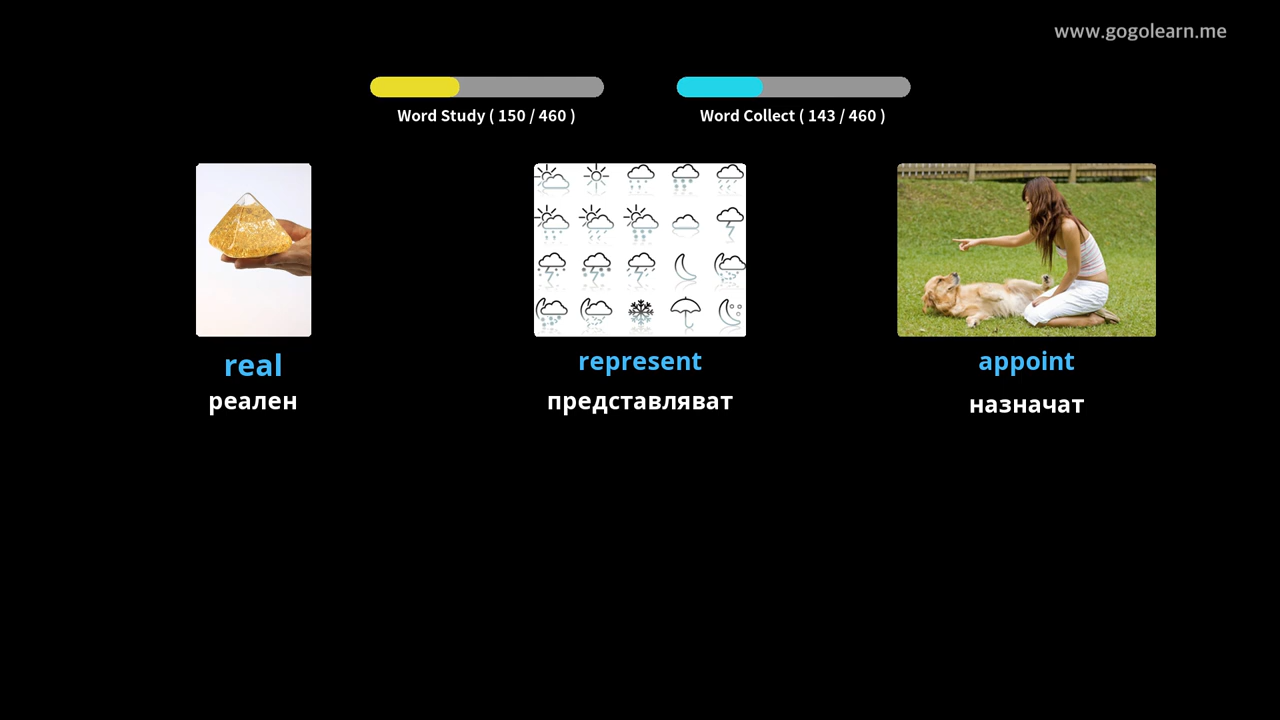 www.gogolearn.me
Word Study ( 150 / 460 )
Word Collect ( 143 / 460 )
real
represent
appoint
реален
представляват
назначат